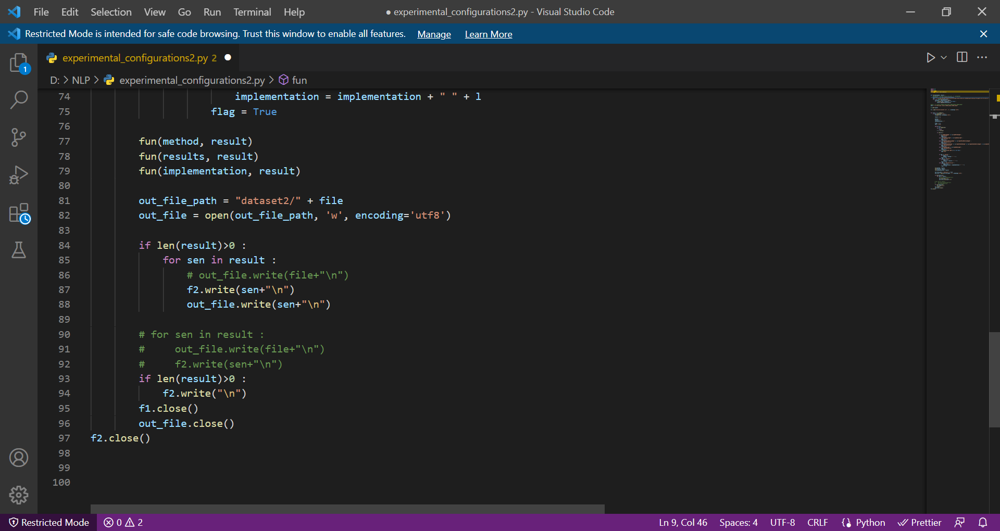 File Edit Selection View Go Run Terminal Help ● experimental_configurations2.py - Visual Studio Code
Restricted Mode is intended for safe code browsing. Trust this window to enable all features. Manage Learn More
1 experimental_configurations2.py 2
D: > NLP > experimental_configurations2.py > fun
74 implementation = implementation + " " + l
75 flag = True
76
77 fun(method, result)
78 fun(results, result)
79 fun(implementation, result)
80
81 out_file_path = "dataset2/" + file
82 out_file = open(out_file_path, 'w', encoding='utf8')
83
84 if len(result)>0 :
85 for sen in result :
86 # out_file.write(file+"\n")
87 f2.write(sen+"\n")
88 out_file.write(sen+"\n")
89
90 # for sen in result :
91 # out_file.write(file+"\n")
92 # f2.write(sen+"\n")
93 if len(result)>0 :
94 f2.write("\n")
95 f1.close()
96 out_file.close()
97 f2.close()
98
99
100
Restricted Mode 0 2 Ln 9, Col 46 Spaces: 4 UTF-8 CRLF Python Prettier